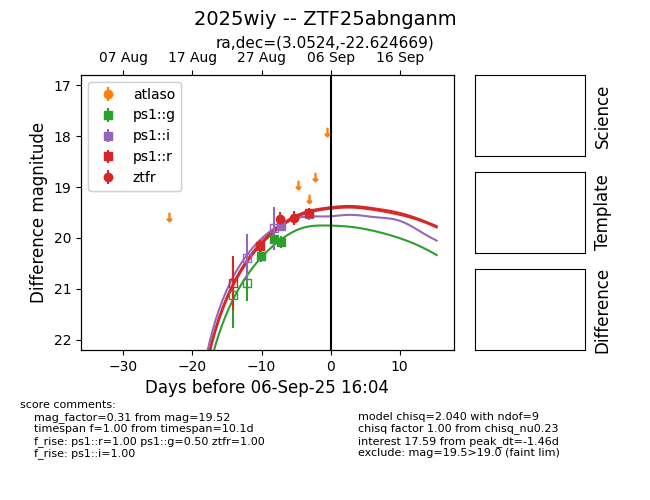 2025wiy -- ZTF25abnganm
ra,dec=(3.0524,-22.624669)
07 Aug 17 Aug 27 Aug 06 Sep 16 Sep
17
18
19
20
21
22
Difference magnitude
atlaso
ps1::g
ps1::i
ps1::r
ztfr
−30 −20 −10 0 10
Days before 06-Sep-25 16:04
Science
Template
Difference
score comments:
mag_factor=0.31 from mag=19.52
timespan f=1.00 from timespan=10.1d
f_rise: ps1::r=1.00 ps1::g=0.50 ztfr=1.00
f_rise: ps1::i=1.00
model chisq=2.040 with ndof=9
chisq factor 1.00 from chisq_nu0.23
interest 17.59 from peak_dt=-1.46d
exclude: mag=19.5>19.0 (faint lim)